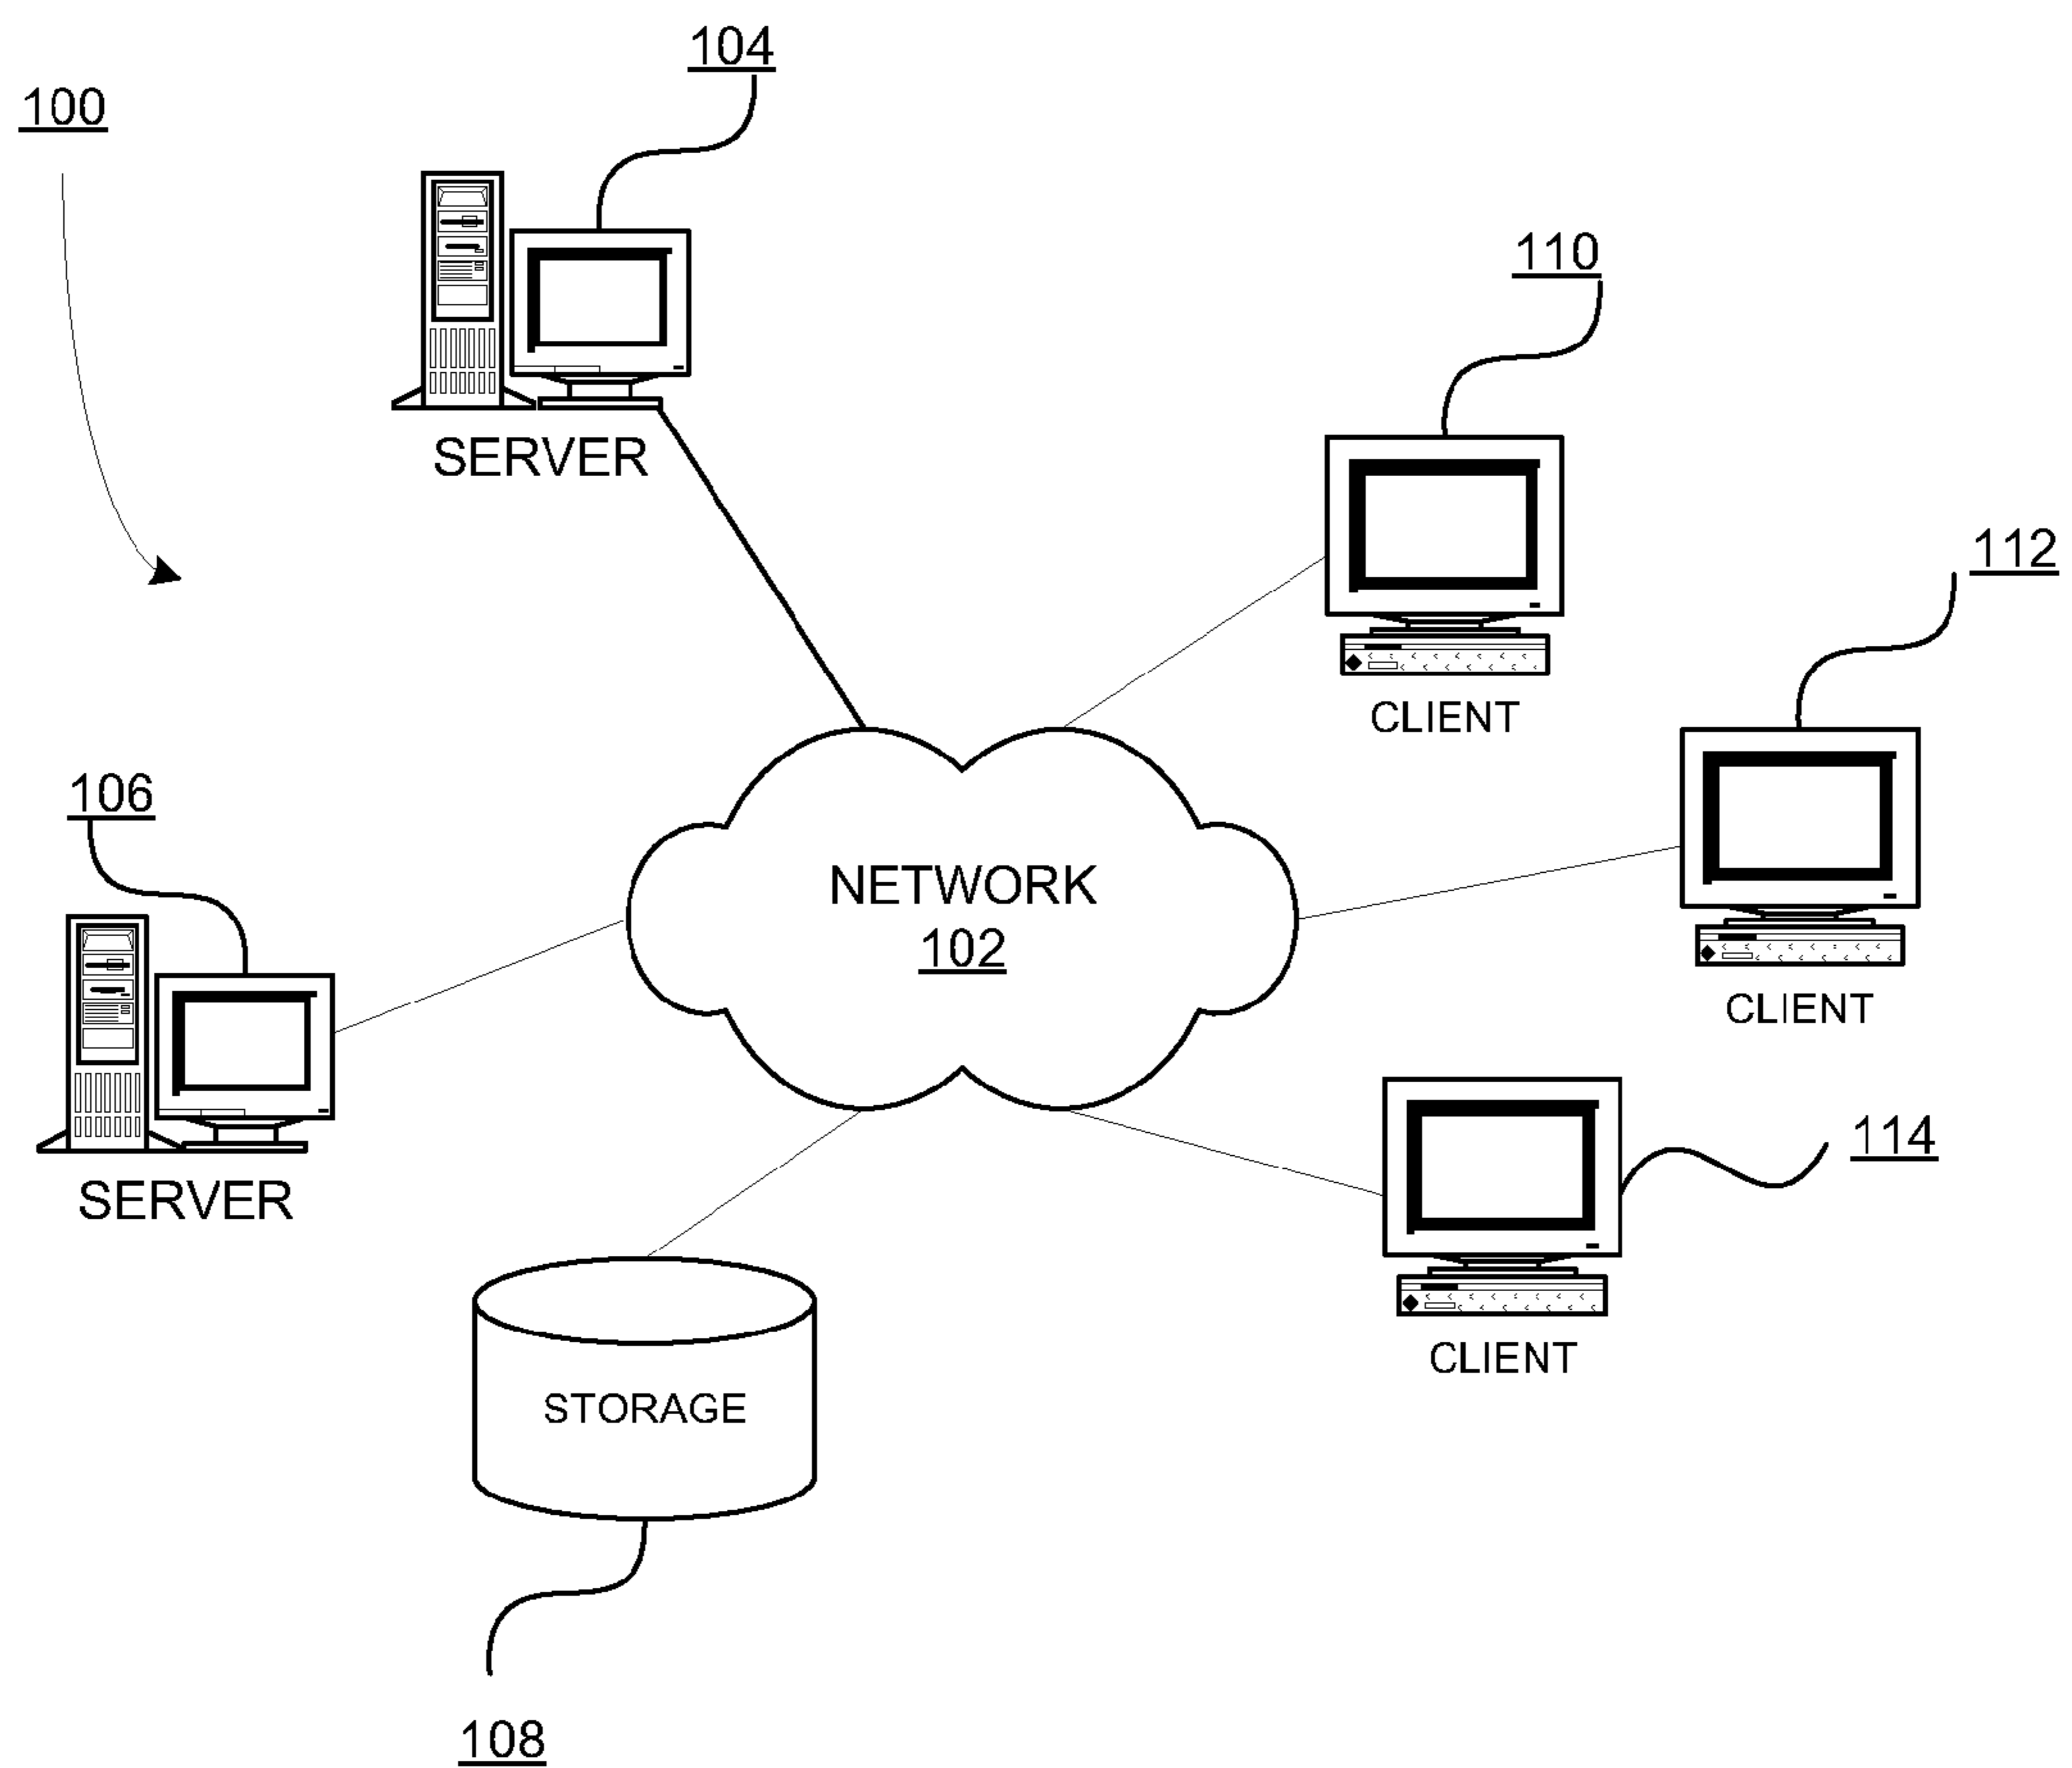 104
100
SERVER
110
CLIENT
112
CLIENT
106
SERVER
NETWORK
102
114
CLIENT
STORAGE
108